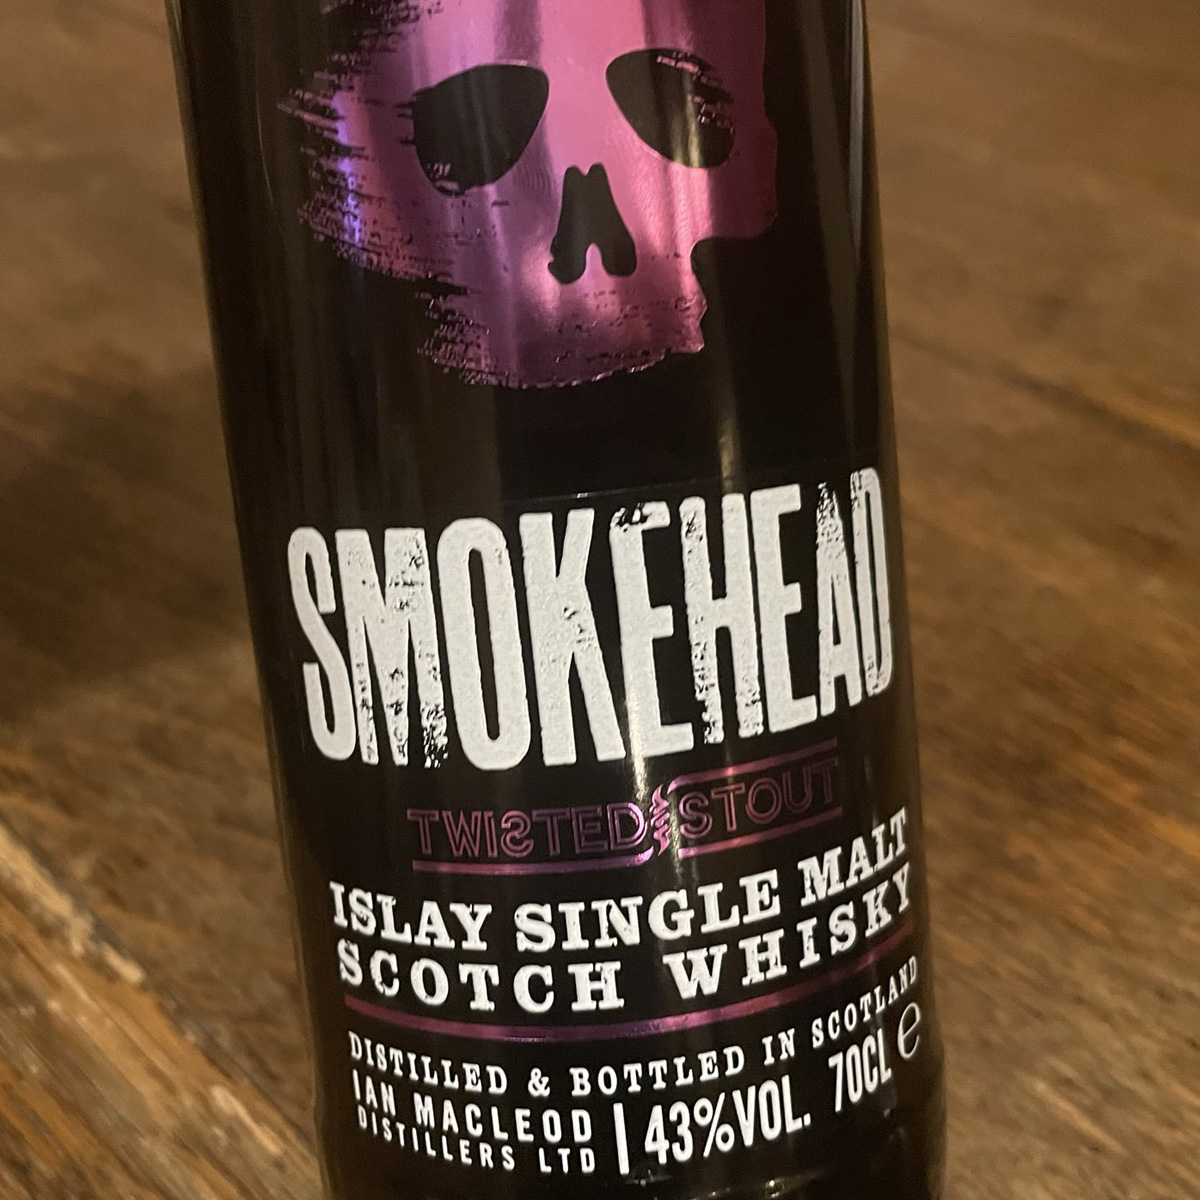 SMOKEHEAD
TWISTED STOUT
ISLAY SINGLE MALT
SCOTCH WHISKY
DISTILLED & BOTTLED IN SCOTLAND
IAN MACLEOD
DISTILLERS LTD | 43%VOL. 70CL ℮